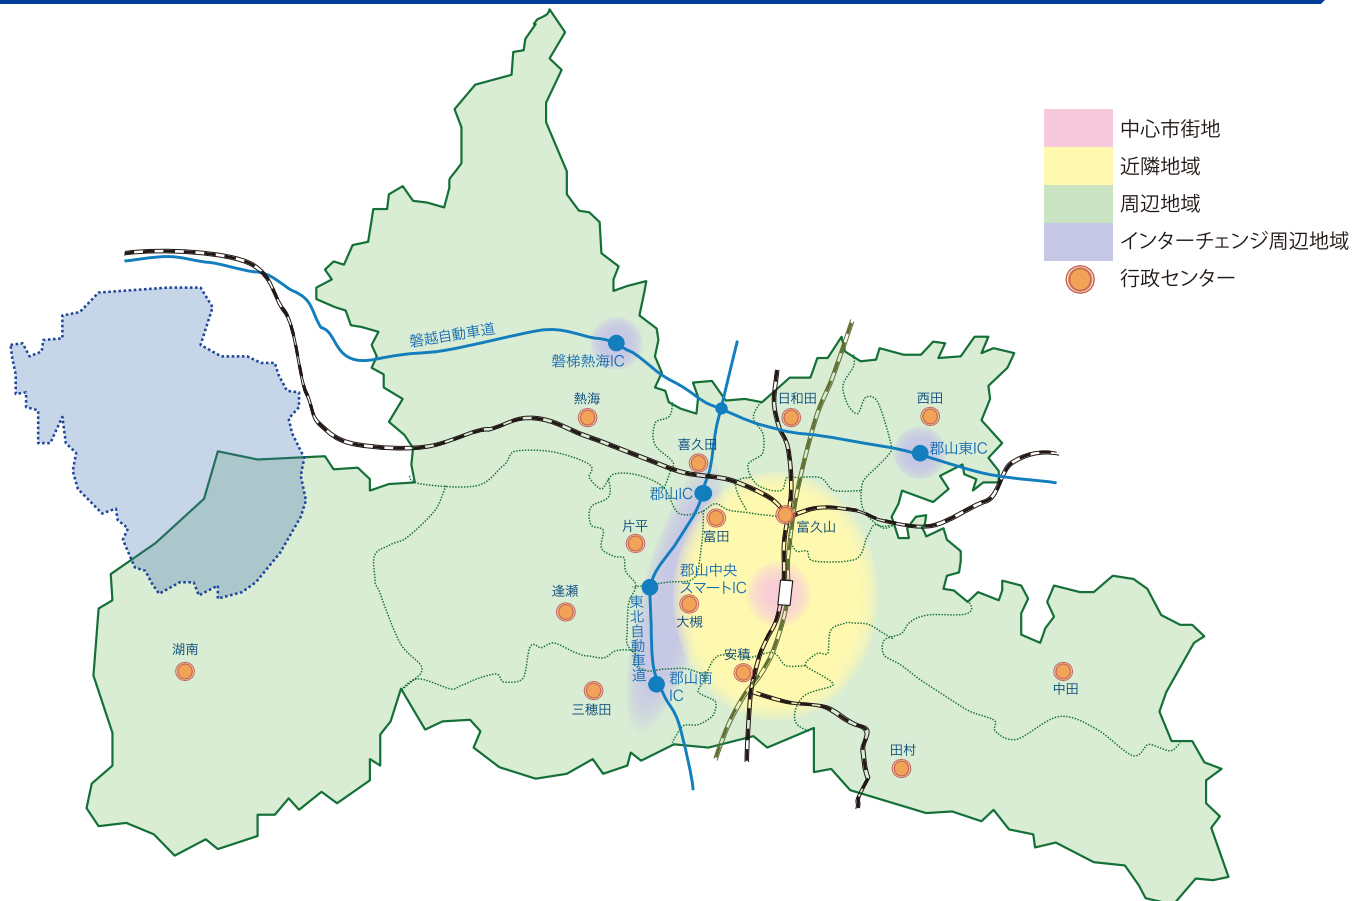 中心市街地
近隣地域
周辺地域
インターチェンジ周辺地域
行政センター
磐越自動車道
磐梯熱海IC
熱海
日和田
西田
喜久田
郡山東IC
郡山IC
片平
富田
富久山
郡山中央
スマートIC
逢瀬
東北自動車道
大槻
湖南
安積
郡山南
IC
中田
三穂田
田村